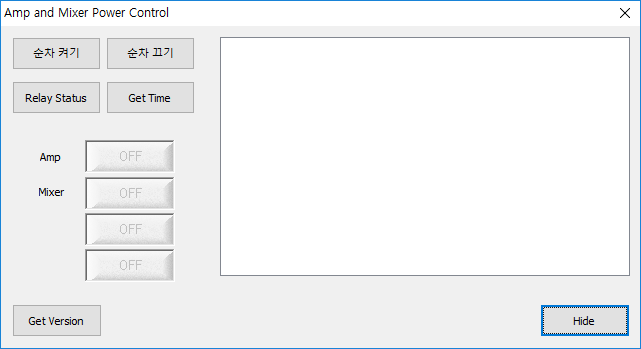 Amp and Mixer Power Control
순차 켜기
순차 끄기
Relay Status
Get Time
Amp
OFF
Mixer
OFF
OFF
OFF
Get Version
Hide